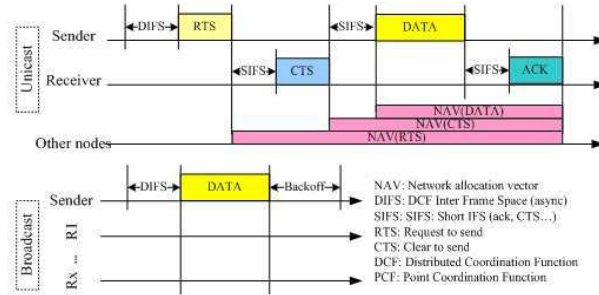 DIFS RTS SIFS DATA
Sender
Unicast
SIFS CTS SIFS ACK
Receiver
NAV(DATA)
NAV(CTS)
NAV(RTS)
Other nodes
DIFS DATA Backoff
Sender
Broadcast
R1
...
Rx
NAV: Network allocation vector
DIFS: DCF Inter Frame Space (async)
SIFS: SIFS: Short IFS (ack, CTS...)
RTS: Request to send
CTS: Clear to send
DCF: Distributed Coordination Function
PCF: Point Coordination Function